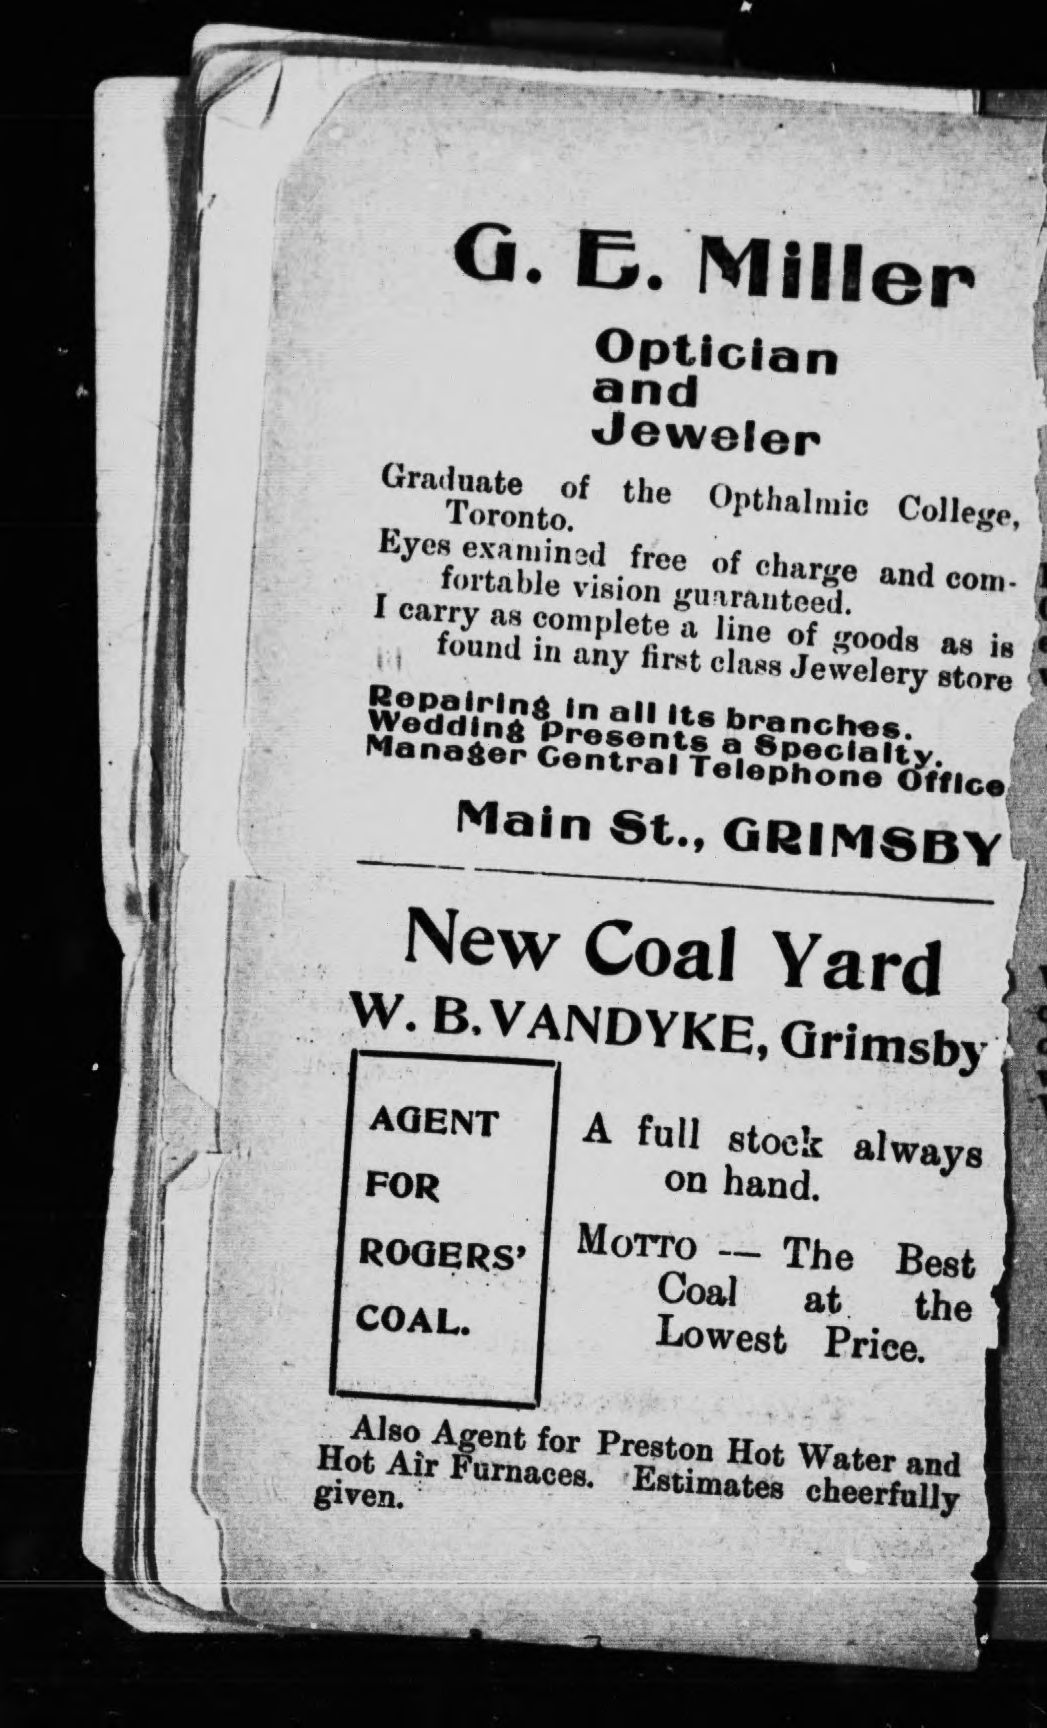 G. E. Miller
Optician
and
Jeweler
Graduate of the Opthalmic College,
Toronto.
Eyes examined free of charge and com-
fortable vision guaranteed.
I carry as complete a line of goods as is
found in any first class Jewelery store
Repairing in all its branches.
Wedding Presents a Specialty.
Manager Central Telephone Office
Main St., GRIMSBY
New Coal Yard
W. B. VANDYKE, Grimsby
AGENT
FOR
ROGERS'
COAL.
A full stock always
on hand.
MOTTO -- The Best
Coal at the
Lowest Price.
Also Agent for Preston Hot Water and
Hot Air Furnaces. Estimates cheerfully
given.